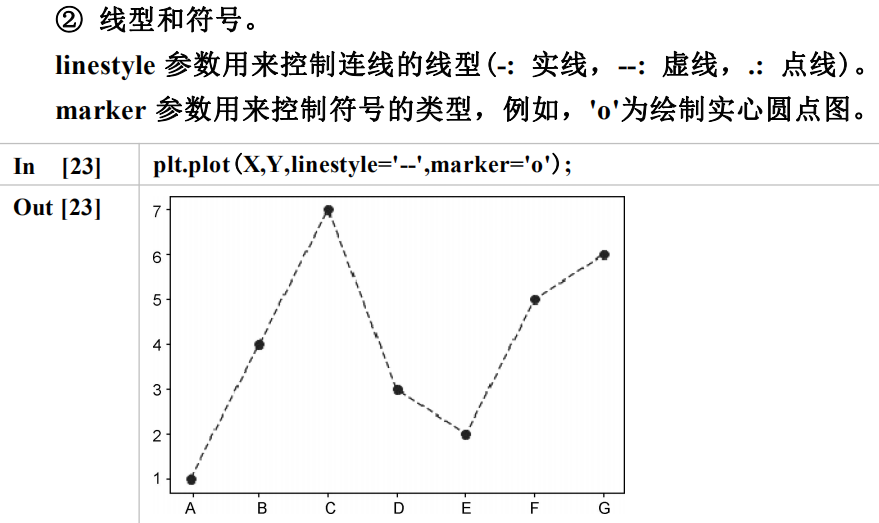 ② 线型和符号。
linestyle 参数用来控制连线的线型(-: 实线，--: 虚线，.: 点线)。
marker 参数用来控制符号的类型，例如，'o'为绘制实心圆点图。
In [23] plt.plot(X,Y,linestyle='--',marker='o');
Out [23]
7
6
5
4
3
2
1
A B C D E F G